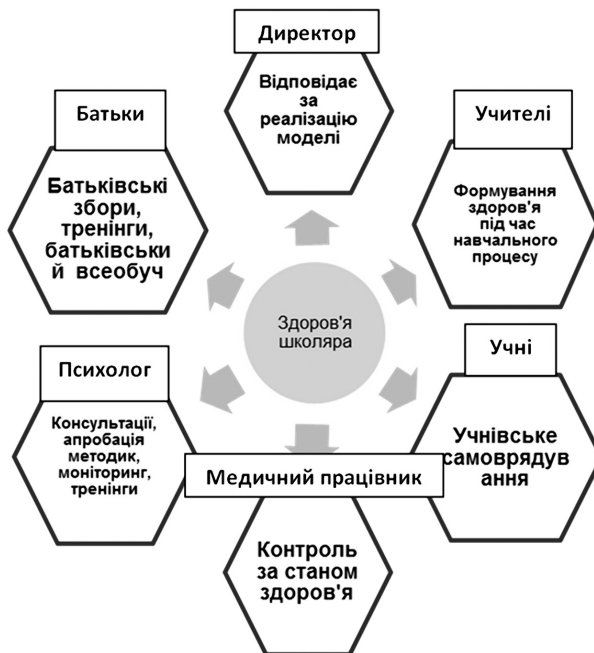 Директор
Відповідає
за
реалізацію
моделі
Учителі
Формування
здоров'я
під час
навчального
процесу
Учні
Учнівське
самоврядув
ання
Медичний працівник
Контроль
за станом
здоров'я
Психолог
Консультації,
апробація
методик,
моніторинг,
тренінги
Батьки
Батьківські
збори,
тренінги,
батьківськи
й всеобуч
Здоров'я
школяра